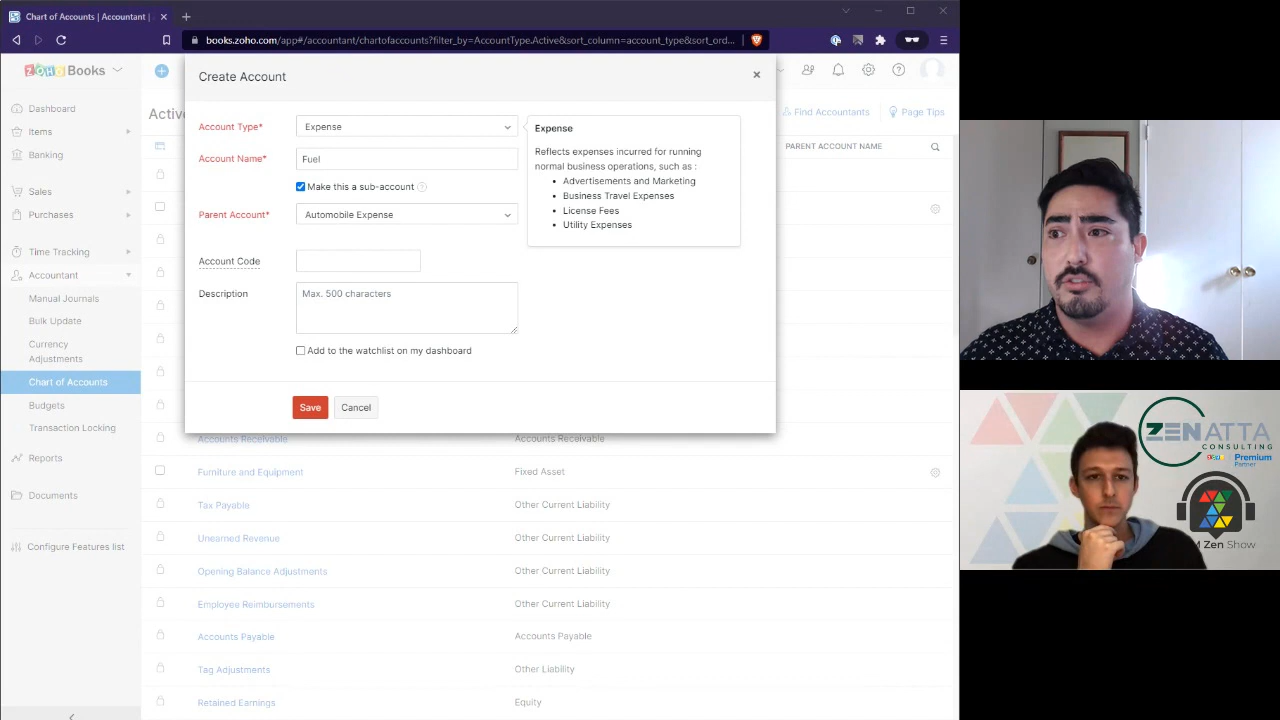 Chart of Accounts | Accountant |
books.zoho.com/app#/accountant/chartofaccounts?filter_by=AccountType.Active&sort_column=account_type&sort_ord...
ZOHO Books
Dashboard
Items
Banking
Sales
Purchases
Time Tracking
Accountant
Manual Journals
Bulk Update
Currency
Adjustments
Chart of Accounts
Budgets
Transaction Locking
Reports
Documents
Configure Features list
Create Account
Account Type*
Expense
Account Name*
Fuel
Make this a sub-account
Parent Account*
Automobile Expense
Account Code
Description
Max. 500 characters
Add to the watchlist on my dashboard
Save
Cancel
Expense
Reflects expenses incurred for running
normal business operations, such as :
• Advertisements and Marketing
• Business Travel Expenses
• License Fees
• Utility Expenses
Active
Find Accountants
Page Tips
PARENT ACCOUNT NAME
Accounts Receivable Accounts Receivable
Furniture and Equipment Fixed Asset
Tax Payable Other Current Liability
Unearned Revenue Other Current Liability
Opening Balance Adjustments Other Current Liability
Employee Reimbursements Other Current Liability
Accounts Payable Accounts Payable
Tag Adjustments Other Liability
Retained Earnings Equity
ZENATTA
CONSULTING
ZOHO Premium
Partner
M Zen Show